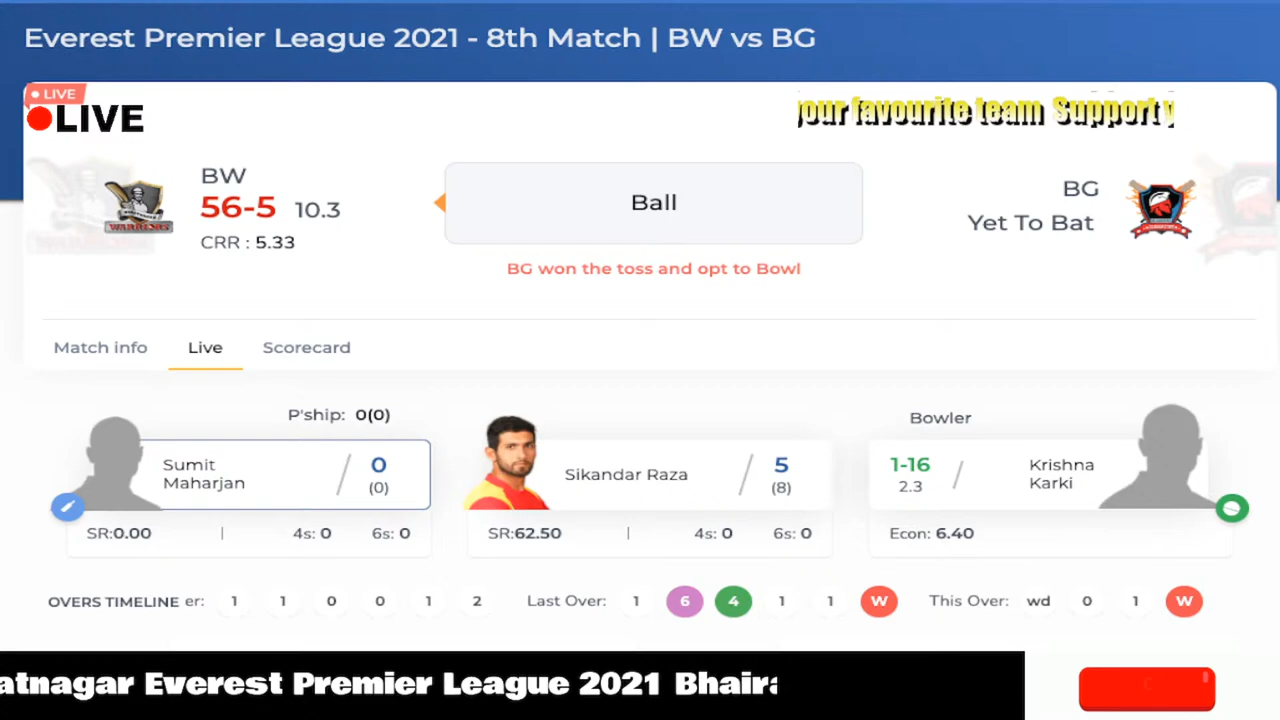 Everest Premier League 2021 - 8th Match | BW vs BG
LIVE
LIVE
your favourite team Support y
BW
56-5 10.3
CRR : 5.33
Ball
BG
Yet To Bat
BG won the toss and opt to Bowl
Match info Live Scorecard
P'ship: 0(0)
Sumit Maharjan
0
(0)
SR:0.00 | 4s: 0 6s: 0
Sikandar Raza
5
(8)
SR:62.50 | 4s: 0 6s: 0
Bowler
1-16
2.3
Krishna Karki
Econ: 6.40
OVERS TIMELINE er: 1 1 0 0 1 2 Last Over: 1 6 4 1 1 W This Over: wd 0 1 W
atnagar Everest Premier League 2021 Bhaira